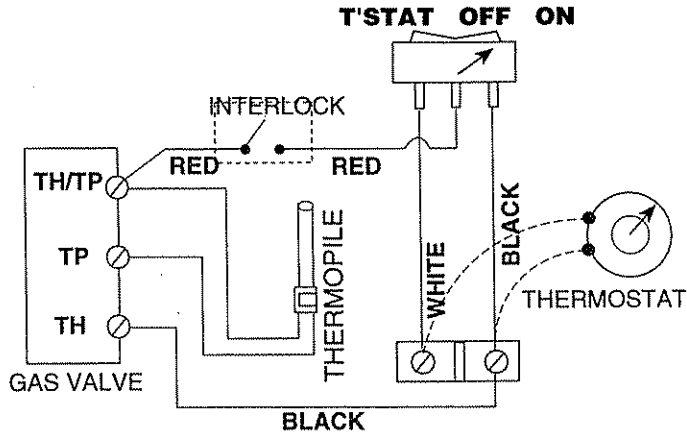 T'STAT OFF ON
INTERLOCK
RED
RED
TH/TP
TP
TH
GAS VALVE
THERMOPILE
WHITE
BLACK
THERMOSTAT
BLACK